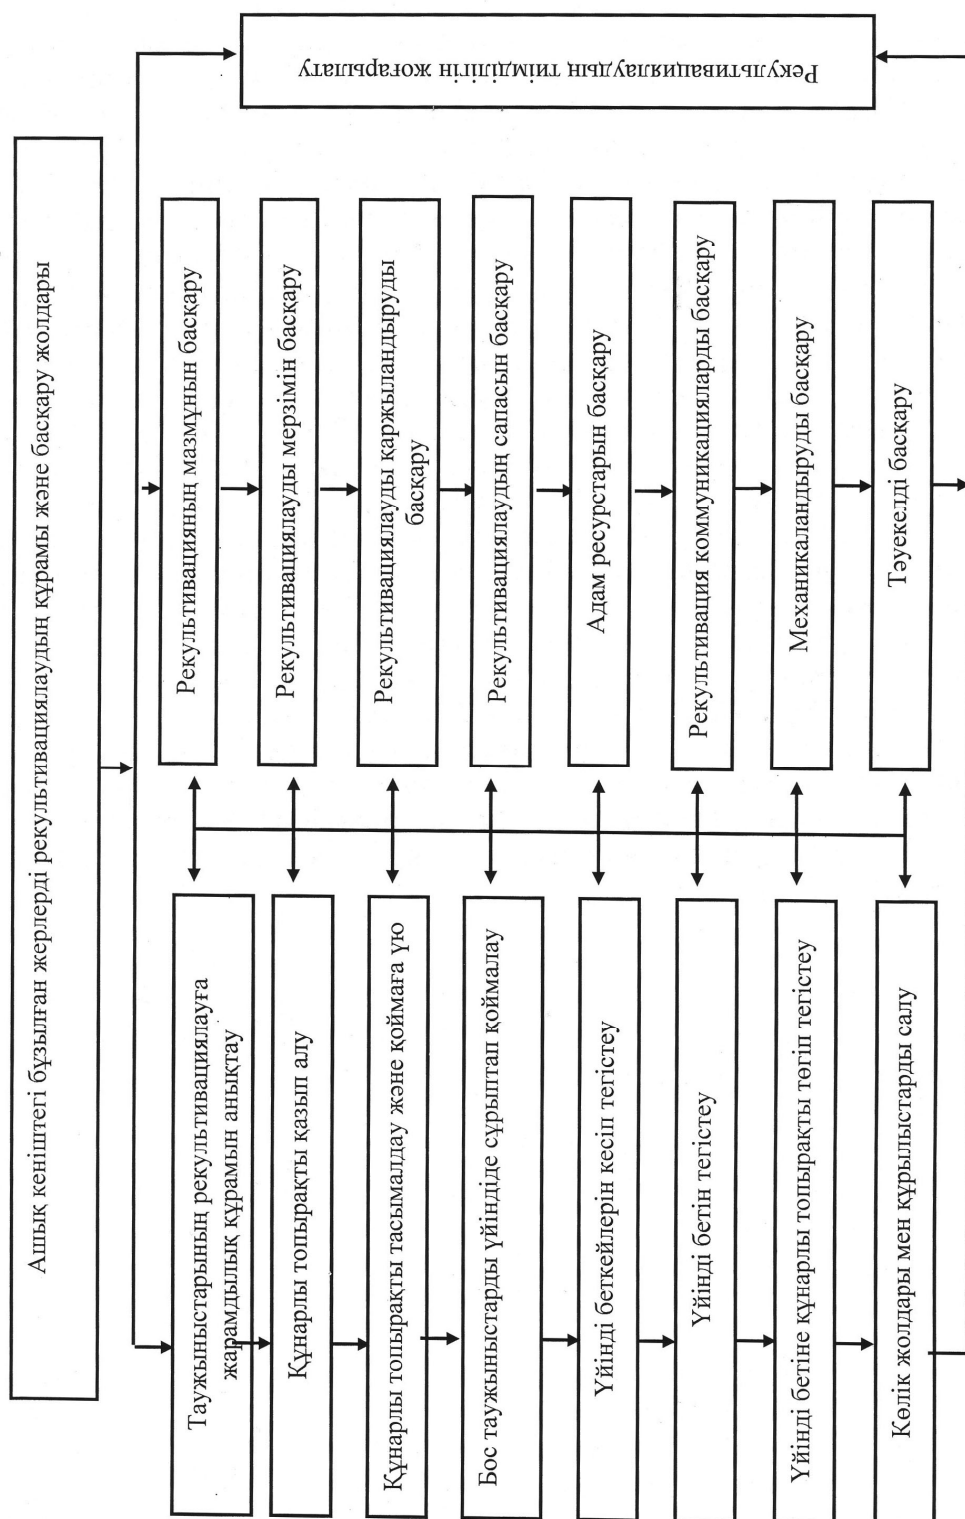 Ашық кеніштегі бұзылған жерлерді рекультивациялаудың құрамы және басқару жолдары
Таужыныстарының рекультивациялауға
жарамдылық құрамын анықтау
Құнарлы топырақты қазып алу
Құнарлы топырақты тасымалдау және қоймаға үю
Бос таужыныстарды үйіндіде сұрыптап қоймалау
Үйінді беткейлерін кесіп тегістеу
Үйінді бетін тегістеу
Үйінді бетіне құнарлы топырақты төгіп тегістеу
Көлік жолдары мен құрылыстарды салу
Рекультивацияның мазмұнын басқару
Рекультивациялауды мерзімін басқару
Рекультивациялауды қаржыландыруды
басқару
Рекультивациялаудың сапасын басқару
Адам ресурстарын басқару
Рекультивация коммуникацияларды басқару
Механикаландыруды басқару
Тәуекелді басқару
Рекультивациялаудың тиімділігін жоғарылату